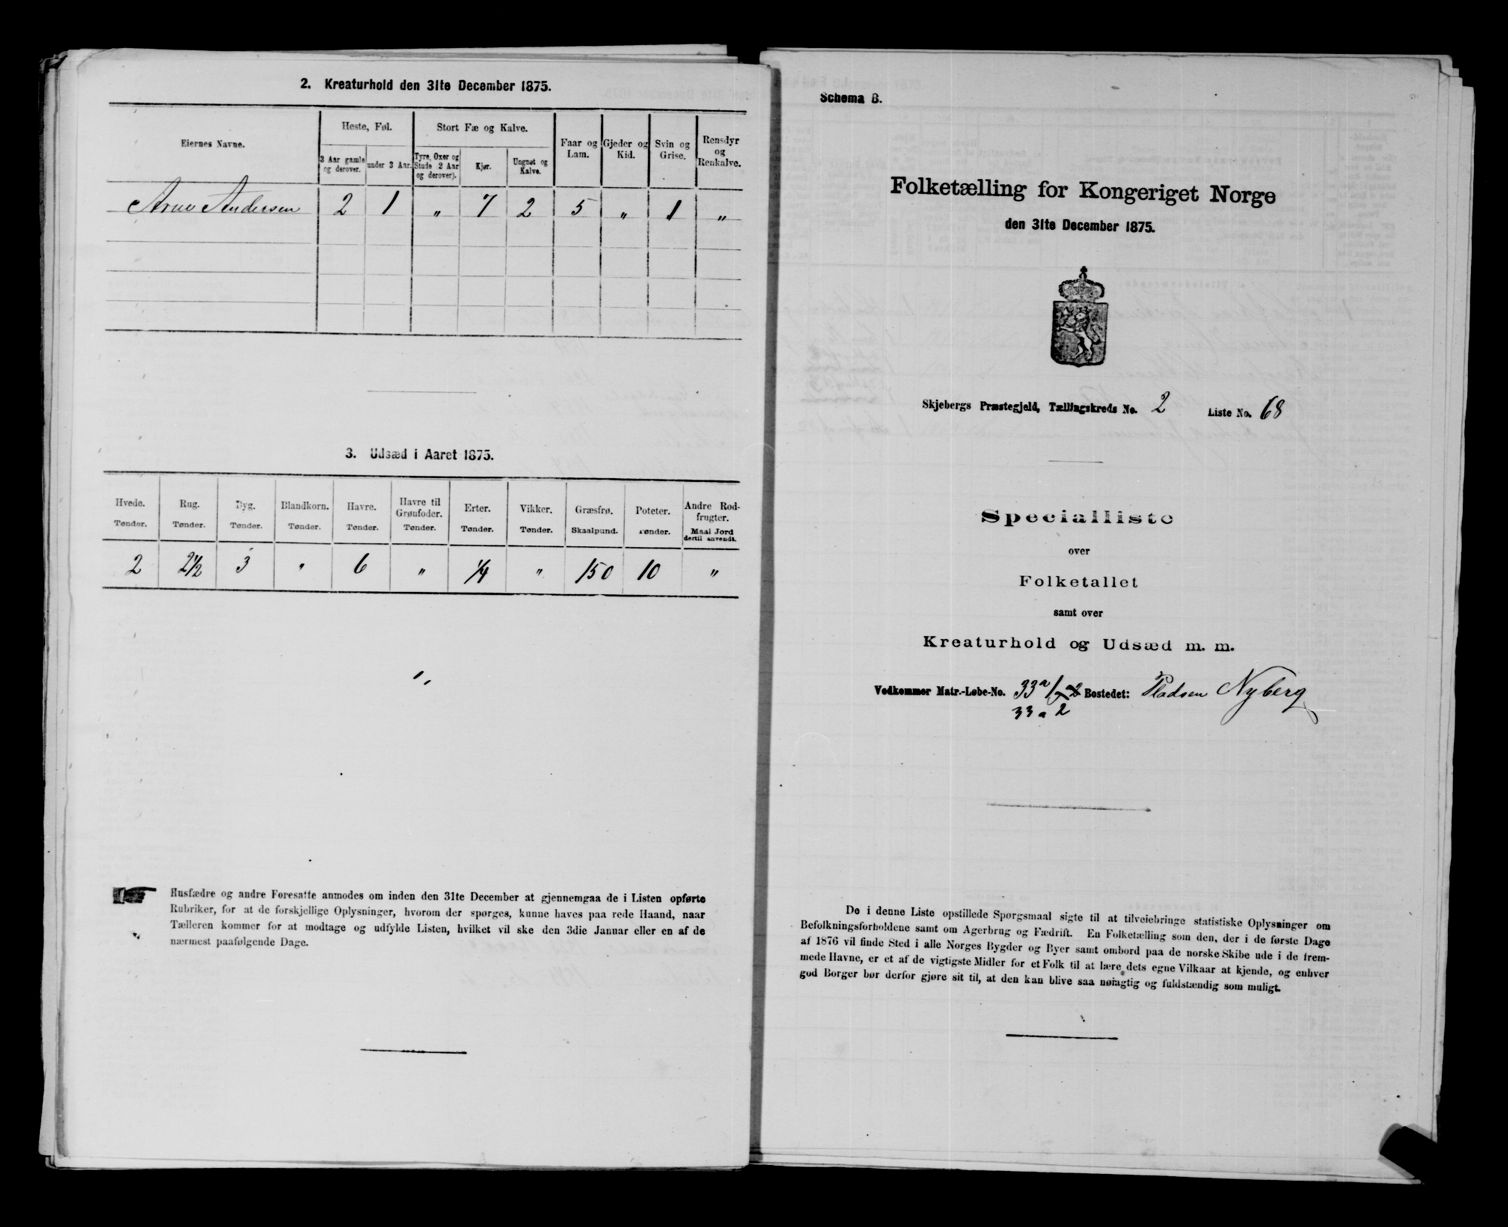 2. Kreaturhold den 31te December 1875.
Eiernes Navne.
Heste, Føl.
Stort Fæ og Kalve.
Faar og Lam.
Gjeder og Kid.
Svin og Grise.
Rensdyr og Renkalve.
3 Aar gamle og derover.
under 3 Aar.
Tyre, Oxer og Stude 2 Aar og derover).
Kjør.
Ungnøt og Kalve.
Arne Andersen 2 1 „ 7 2 5 „ 1 „
3. Udsæd i Aaret 1875.
Hvede. Rug. Byg. Blandkorn. Havre. Havre til Grønfoder. Erter. Vikker. Græsfrø. Poteter. Andre Rodfrugter.
Tønder. Tønder. Tønder. Tønder. Tønder. Tønder. Tønder. Tønder. Skaalpund. Tønder. Maal Jord dertil anvendt.
2 2½ 3 „ 6 „ ¼ „ 150 10 „
Husfædre og andre Foresatte anmodes om inden den 31te December at gjennemgaa de i Listen opførte
Rubriker, for at de forskjellige Oplysninger, hvorom der spørges, kunne haves paa rede Haand, naar
Tælleren kommer for at modtage og udfylde Listen, hvilket vil ske den 3die Januar eller en af de
nærmest paafølgende Dage.
Schema B.
Folketælling for Kongeriget Norge
den 31te December 1875.
Skjebergs Præstegjeld, Tællingskreds No. 2 Liste No. 68
Specialliste
over
Folketallet
samt over
Kreaturhold og Udsæd m. m.
Vedkommer Matr.-Løbe-No. 33a Bostedet: Pladsen Nyberg
33 a 2
De i denne Liste opstillede Spørgsmaal sigte til at tilveiebringe statistiske Oplysninger om
Befolkningsforholdene samt om Agerbrug og Fædrift. En Folketælling som den, der i de første Dage
af 1876 vil finde Sted i alle Norges Bygder og Byer samt ombord paa de norske Skibe ude i de frem-
mede Havne, er et af de vigtigste Midler for et Folk til at lære dets egne Vilkaar at kjende, og enhver
god Borger bør derfor gjøre sit til, at den kan blive saa nøiagtig og fuldstændig som muligt.